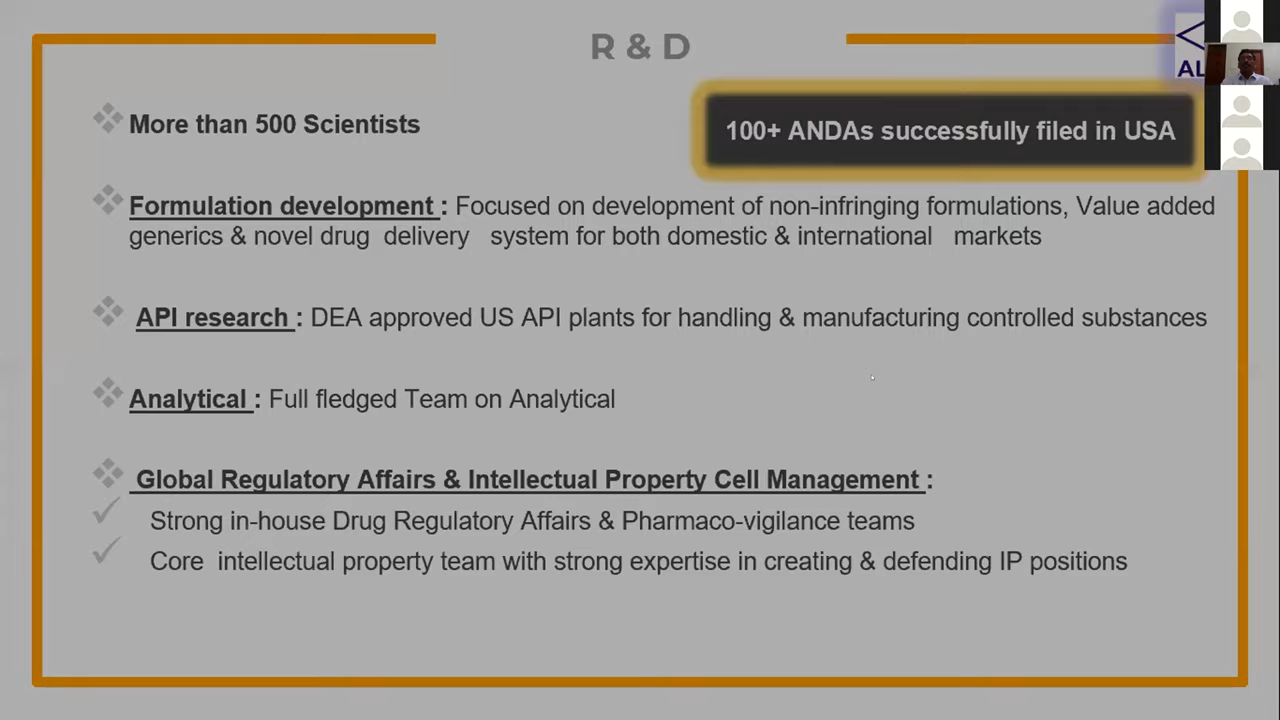 R & D
AL
More than 500 Scientists
100+ ANDAs successfully filed in USA
Formulation development : Focused on development of non-infringing formulations, Value added
generics & novel drug delivery system for both domestic & international markets
API research : DEA approved US API plants for handling & manufacturing controlled substances
Analytical : Full fledged Team on Analytical
Global Regulatory Affairs & Intellectual Property Cell Management :
Strong in-house Drug Regulatory Affairs & Pharmaco-vigilance teams
Core intellectual property team with strong expertise in creating & defending IP positions